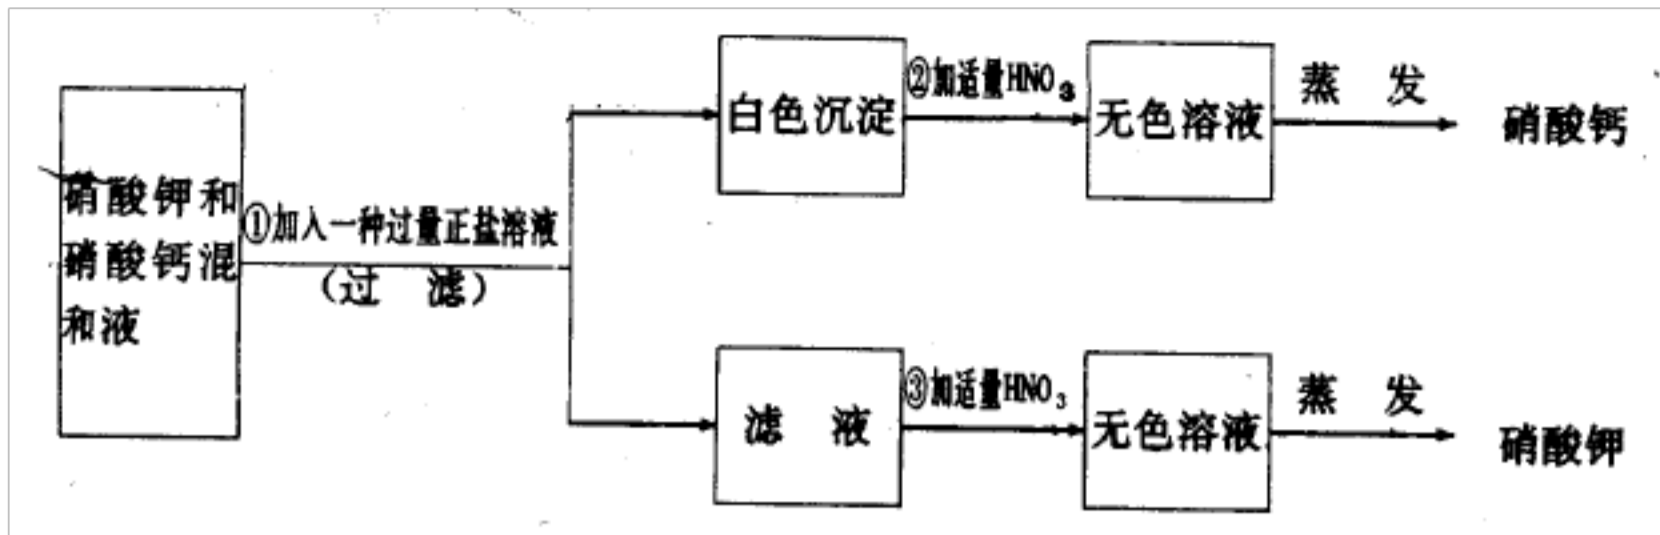 硝酸钾和
硝酸钙混
和液
①加入一种过量正盐溶液
(过 滤)
白色沉淀
②加适量HNO₃
无色溶液
蒸 发
硝酸钙
滤 液
③加适量HNO₃
无色溶液
蒸 发
硝酸钾